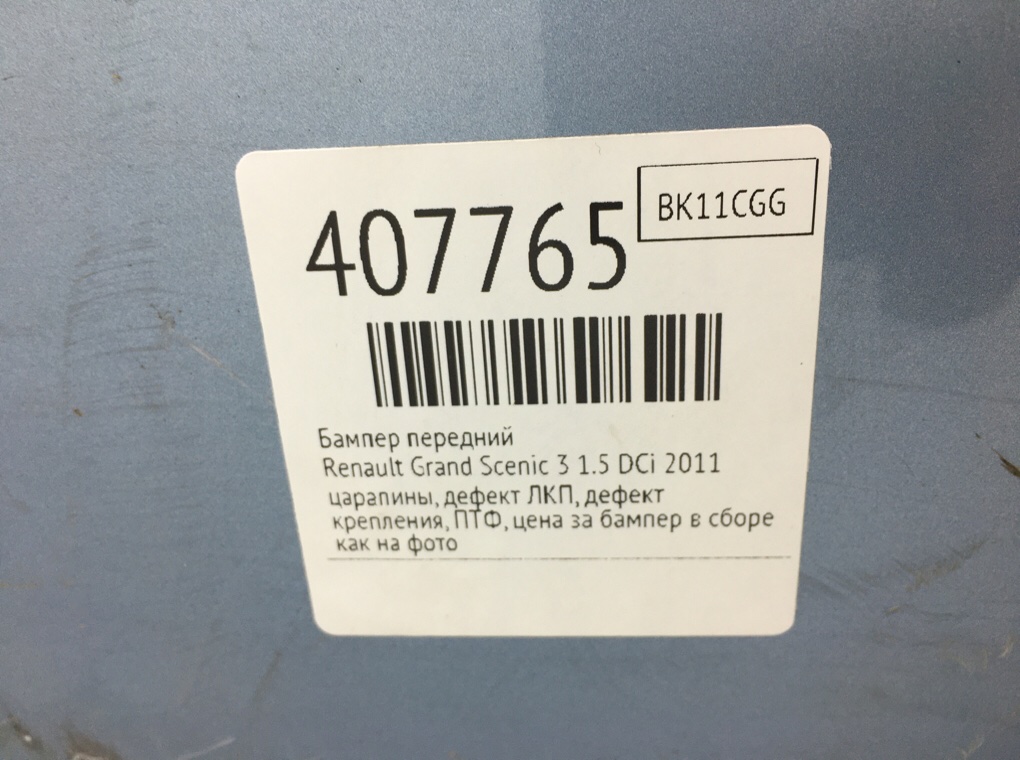 407765
BK11CGG
Бампер передний
Renault Grand Scenic 3 1.5 DCi 2011
царапины, дефект ЛКП, дефект
крепления, ПТФ, цена за бампер в сборе
как на фото